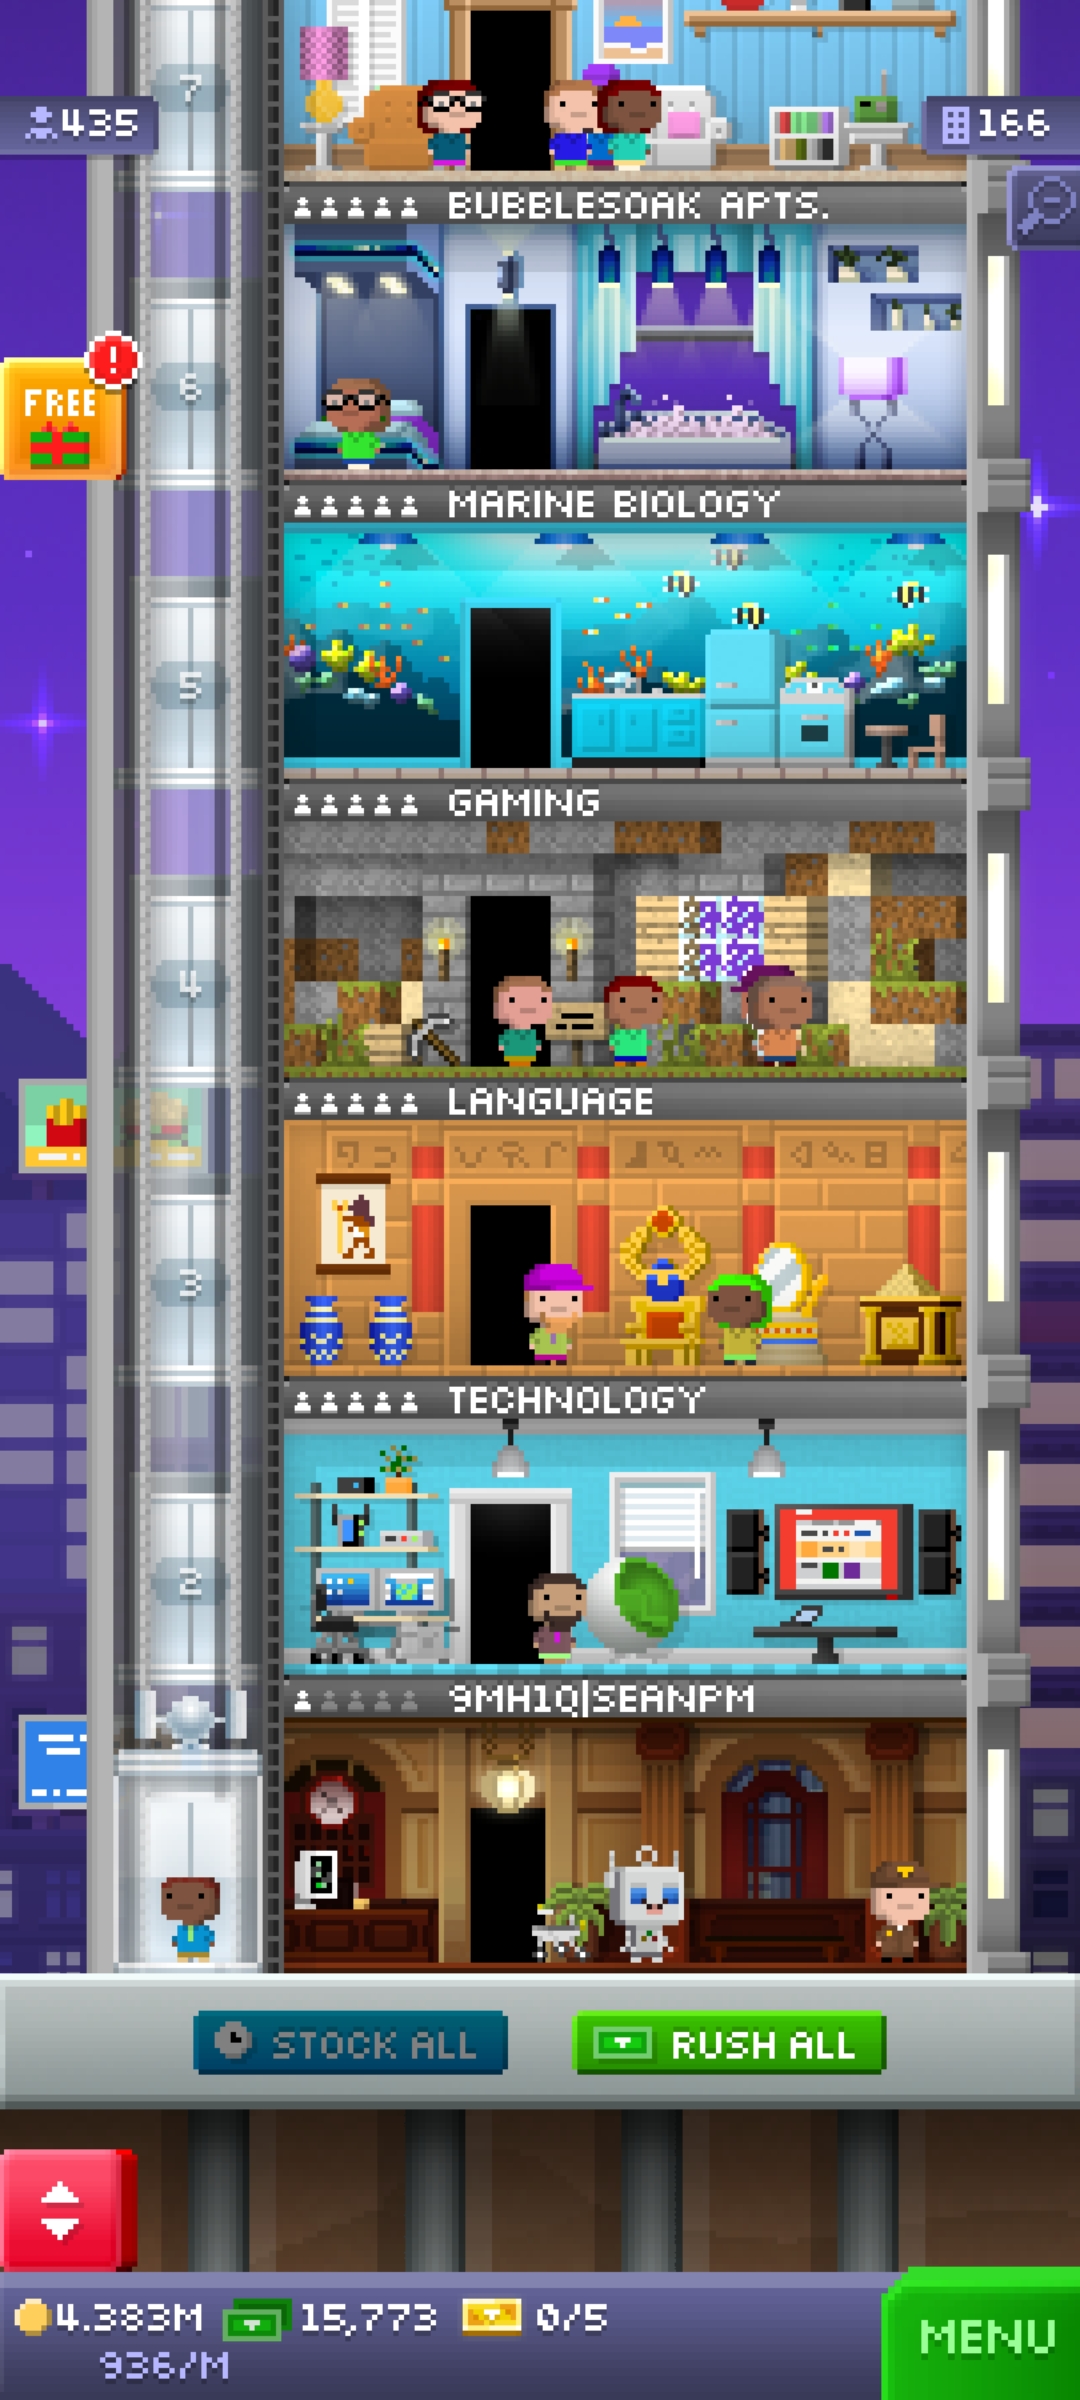 7
435
166
BUBBLESOAK APTS.
6
FREE
!
MARINE BIOLOGY
5
GAMING
4
LANGUAGE
3
TECHNOLOGY
2
9MH1Q|SEANPM
STOCK ALL
RUSH ALL
4.383M
15,773
0/5
936/M
MENU